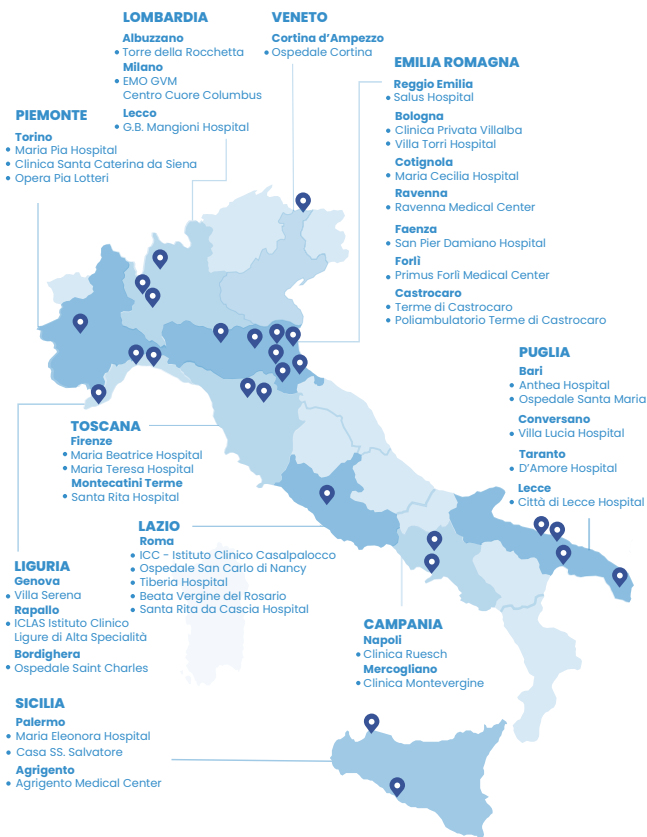 LOMBARDIA
Albuzzano
Torre della Rocchetta
Milano
EMO GVM
Centro Cuore Columbus
Lecco
G.B. Mangioni Hospital
VENETO
Cortina d’Ampezzo
Ospedale Cortina
EMILIA ROMAGNA
Reggio Emilia
Salus Hospital
Bologna
Clinica Privata Villalba
Villa Torri Hospital
Cotignola
Maria Cecilia Hospital
Ravenna
Ravenna Medical Center
Faenza
San Pier Damiano Hospital
Forlì
Primus Forlì Medical Center
Castrocaro
Terme di Castrocaro
Poliambulatorio Terme di Castrocaro
PIEMONTE
Torino
Maria Pia Hospital
Clinica Santa Caterina da Siena
Opera Pia Lotteri
PUGLIA
Bari
Anthea Hospital
Ospedale Santa Maria
Conversano
Villa Lucia Hospital
Taranto
D’Amore Hospital
Lecce
Città di Lecce Hospital
TOSCANA
Firenze
Maria Beatrice Hospital
Maria Teresa Hospital
Montecatini Terme
Santa Rita Hospital
LAZIO
Roma
ICC - Istituto Clinico Casalpalocco
Ospedale San Carlo di Nancy
Tiberia Hospital
Beata Vergine del Rosario
Santa Rita da Cascia Hospital
LIGURIA
Genova
Villa Serena
Rapallo
ICLAS Istituto Clinico
Ligure di Alta Specialità
Bordighera
Ospedale Saint Charles
CAMPANIA
Napoli
Clinica Ruesch
Mercogliano
Clinica Montevergine
SICILIA
Palermo
Maria Eleonora Hospital
Casa SS. Salvatore
Agrigento
Agrigento Medical Center